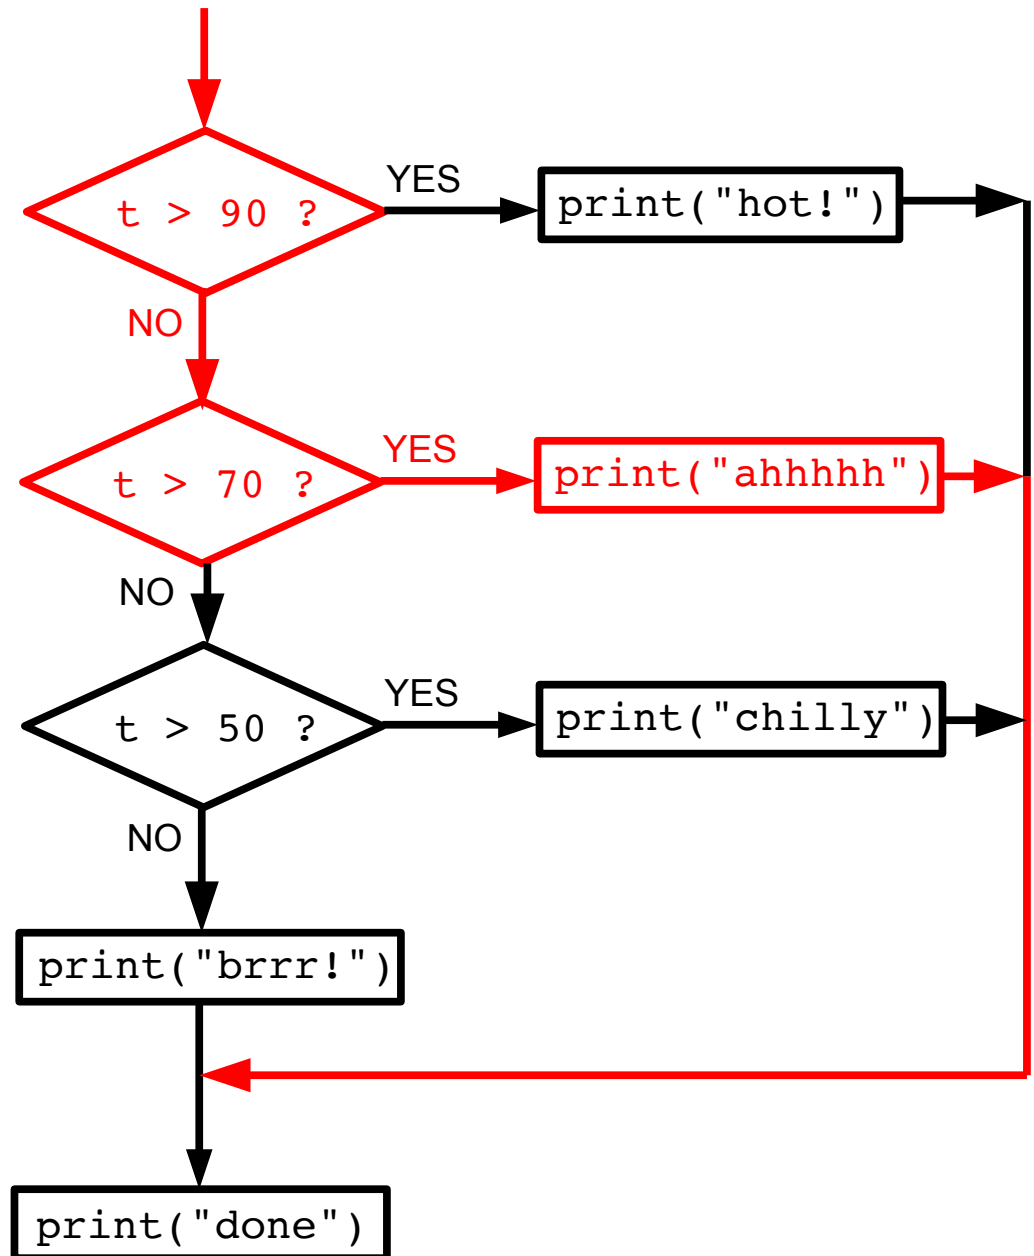 YES
t > 90 ?
print("hot!")
NO
YES
t > 70 ?
print("ahhhhh")
NO
YES
t > 50 ?
print("chilly")
NO
print("brrr!")
print("done")